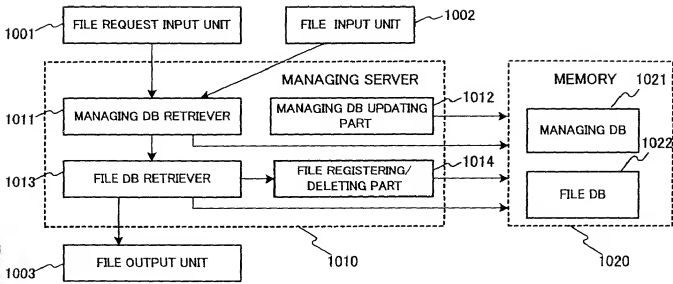 FILE REQUEST INPUT UNIT
1001
FILE INPUT UNIT
1002
MANAGING SERVER
MEMORY
1011
MANAGING DB RETRIEVER
MANAGING DB UPDATING
PART
1012
1021
MANAGING DB
1013
FILE DB RETRIEVER
FILE REGISTERING/
DELETING PART
1014
1022
FILE DB
1003
FILE OUTPUT UNIT
1010
1020